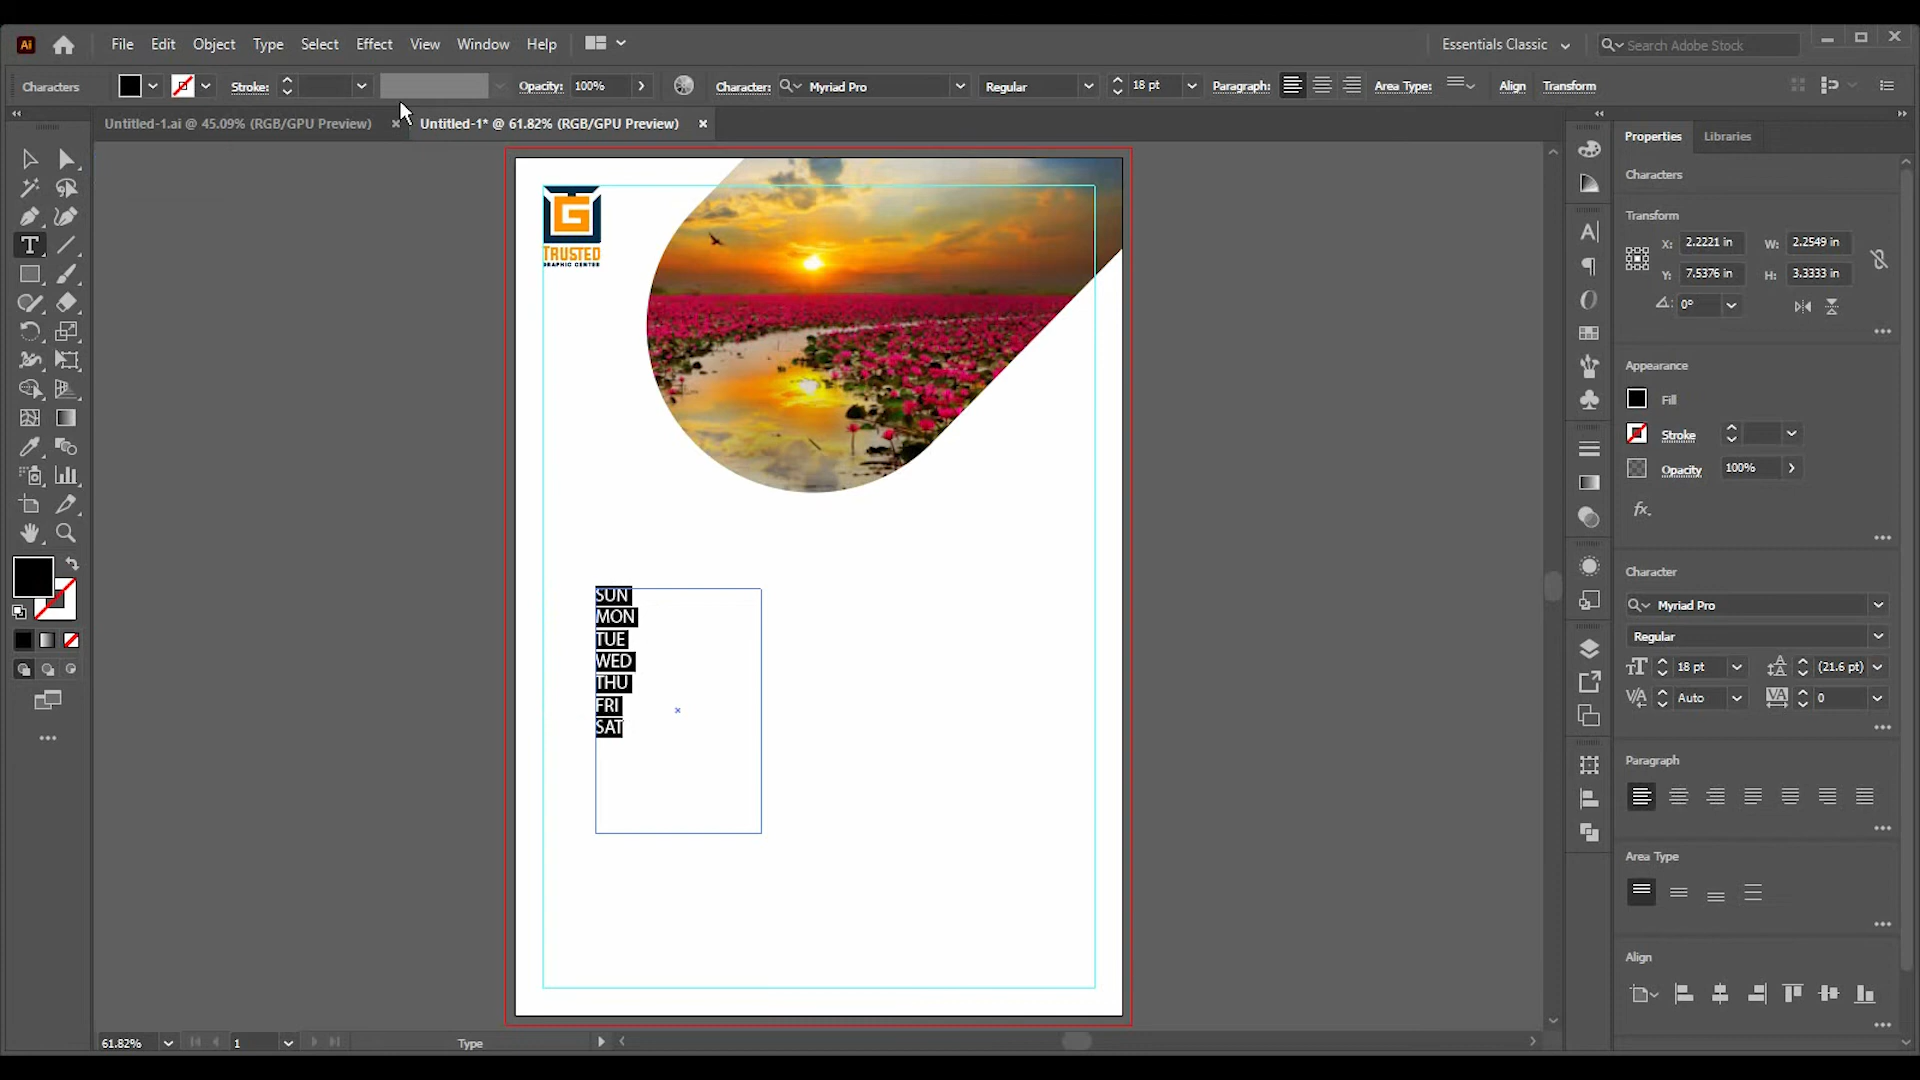 Ai File Edit Object Type Select Effect View Window Help Essentials Classic Search Adobe Stock
Characters Stroke: Opacity: 100% Character: Myriad Pro Regular 18 pt Paragraph: Area Type: Align Transform
Untitled-1.ai @ 45.09% (RGB/GPU Preview) × Untitled-1* @ 61.82% (RGB/GPU Preview) ×
Properties Libraries
Characters
Transform
X: 2.2221 in W: 2.2549 in
Y: 7.5376 in H: 3.3333 in
0°
Appearance
Fill
Stroke
Opacity 100%
fx.
Character
Myriad Pro
Regular
18 pt (21.6 pt)
Auto 0
Paragraph
Area Type
Align
G
TRUSTED
GRAPHIC CENTER
SUN
MON
TUE
WED
THU
FRI
SAT
61.82% 1 Type